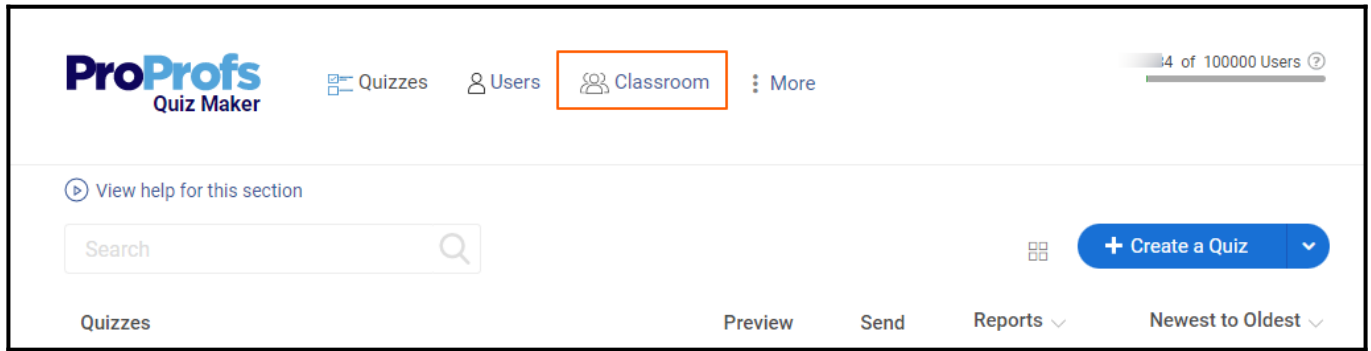 ProProfs
Quiz Maker
Quizzes Users Classroom More
4 of 100000 Users ?
View help for this section
Search
+ Create a Quiz
Quizzes Preview Send Reports Newest to Oldest